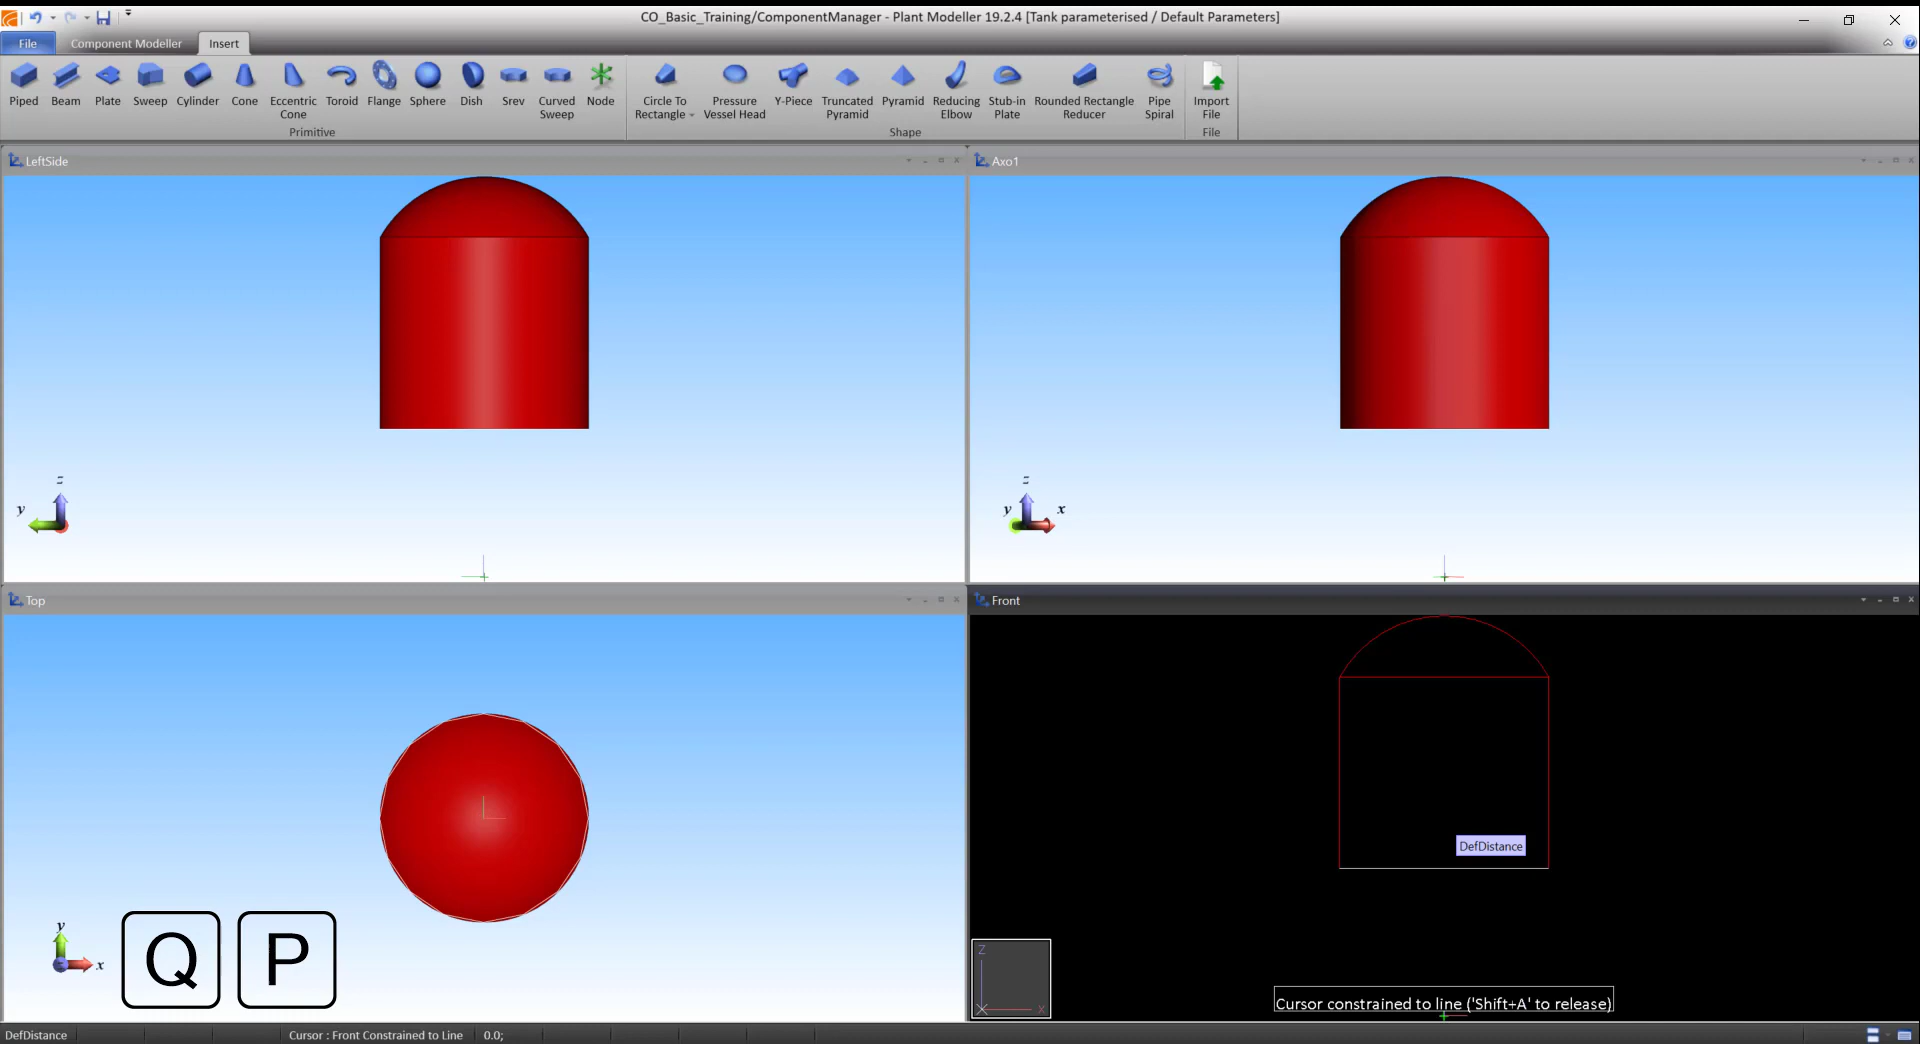 CO_Basic_Training/ComponentManager - Plant Modeller 19.2.4 [Tank parameterised / Default Parameters]
File
Component Modeller
Insert
Piped
Beam
Plate
Sweep
Cylinder
Cone
Eccentric
Cone
Toroid
Flange
Sphere
Dish
Srev
Curved
Sweep
Node
Circle To
Rectangle
Pressure
Vessel Head
Y-Piece
Truncated
Pyramid
Pyramid
Reducing
Elbow
Stub-in
Plate
Rounded Rectangle
Reducer
Pipe
Spiral
Import
File
Primitive
Shape
File
LeftSide
Axo1
z
y
z
y
x
Top
Front
DefDistance
y
x
Q
P
Z
X
Cursor constrained to line ('Shift+A' to release)
DefDistance
Cursor : Front Constrained to Line
0.0;